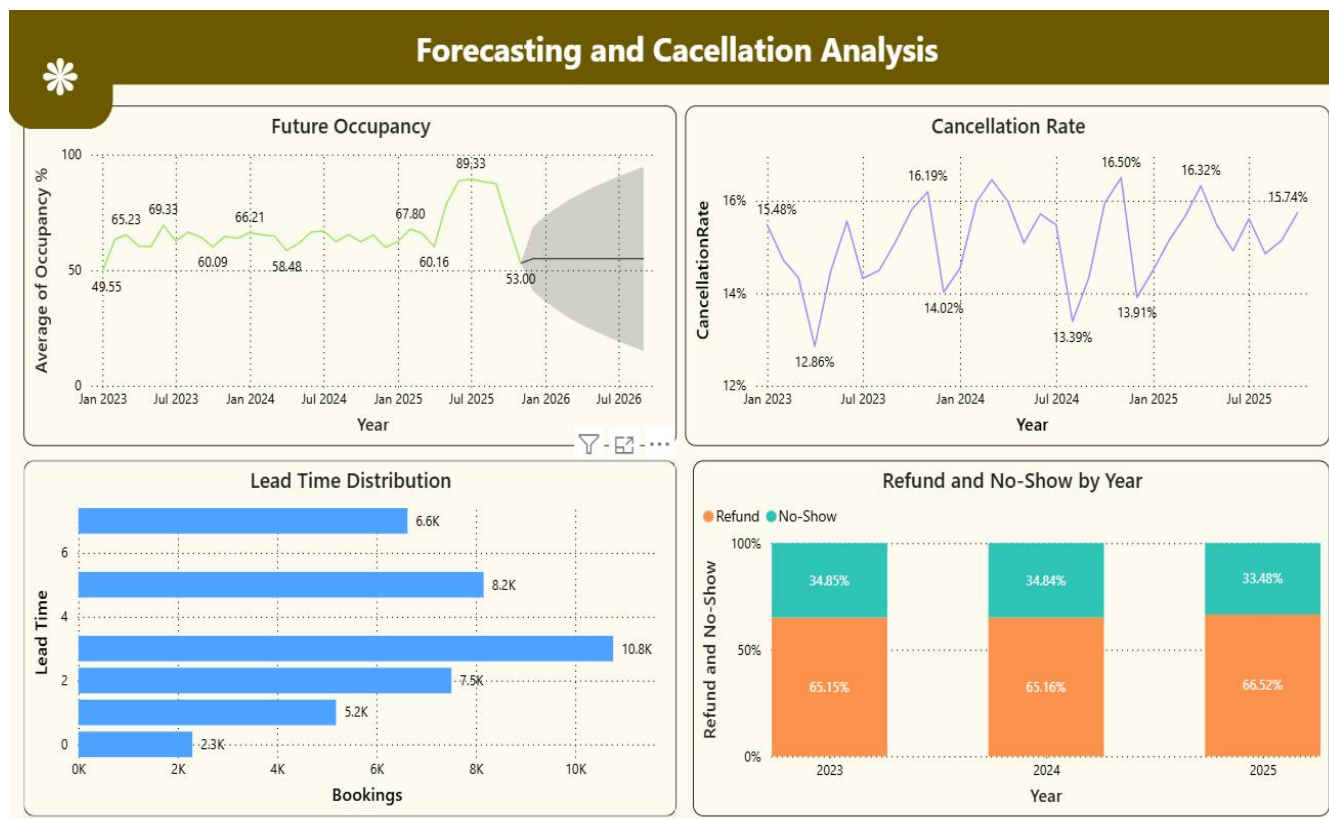 Forecasting and Cacellation Analysis
Future Occupancy
Average of Occupancy %
100
50
0
49.55
65.23
69.33
60.09
66.21
58.48
67.80
60.16
89.33
53.00
Jan 2023 Jul 2023 Jan 2024 Jul 2024 Jan 2025 Jul 2025 Jan 2026 Jul 2026
Year
Cancellation Rate
CancellationRate
16%
14%
12%
15.48%
12.86%
16.19%
14.02%
13.39%
16.50%
13.91%
16.32%
15.74%
Jan 2023 Jul 2023 Jan 2024 Jul 2024 Jan 2025 Jul 2025
Year
Lead Time Distribution
Lead Time
6
4
2
0
6.6K
8.2K
10.8K
7.5K
5.2K
2.3K
0K 2K 4K 6K 8K 10K
Bookings
Refund and No-Show by Year
Refund No-Show
Refund and No-Show
100%
50%
0%
34.85% 34.84% 33.48%
65.15% 65.16% 66.52%
2023 2024 2025
Year